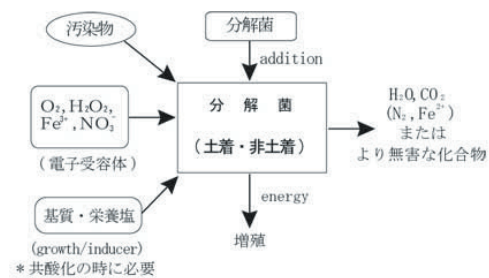 汚染物
分解菌
addition
O₂,H₂O₂,
Fe³⁺,NO₃⁻
(電子受容体)
分 解 菌
(土着・非土着)
H₂O,CO₂
(N₂,Fe²⁺)
または
より無害な化合物
基質・栄養塩
(growth/inducer)
*共酸化の時に必要
energy
増殖